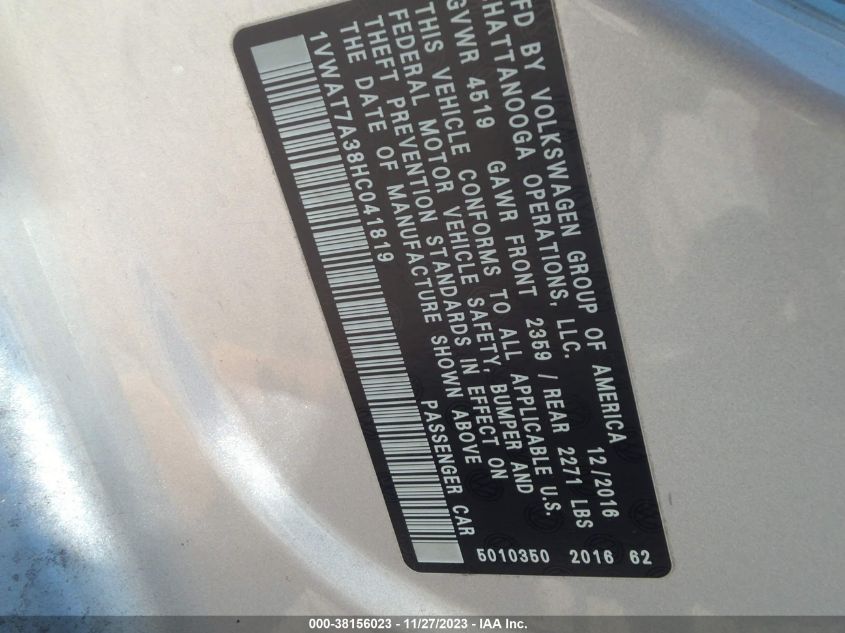 MFD BY VOLKSWAGEN GROUP OF AMERICA 12/2016
CHATTANOOGA OPERATIONS, LLC.
GVWR 4519 GAWR FRONT 2359 / REAR 2271 LBS
THIS VEHICLE CONFORMS TO ALL APPLICABLE U.S.
FEDERAL MOTOR VEHICLE SAFETY, BUMPER AND
THEFT PREVENTION STANDARDS IN EFFECT ON
THE DATE OF MANUFACTURE SHOWN ABOVE
1VWAT7A38HC041819 PASSENGER CAR
5010350 2016 62
000-38156023 - 11/27/2023 - IAA Inc.